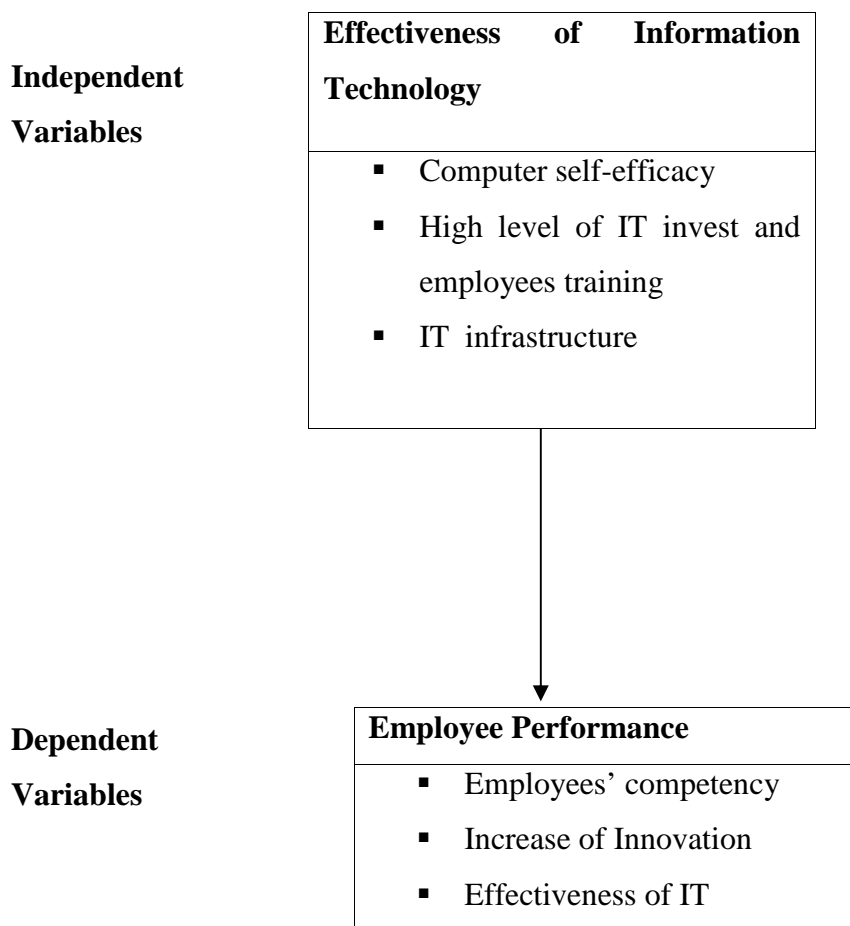 Effectiveness of Information
Technology
Independent
Variables
▪ Computer self-efficacy
▪ High level of IT invest and
employees training
▪ IT infrastructure
Dependent
Variables
Employee Performance
▪ Employees’ competency
▪ Increase of Innovation
▪ Effectiveness of IT